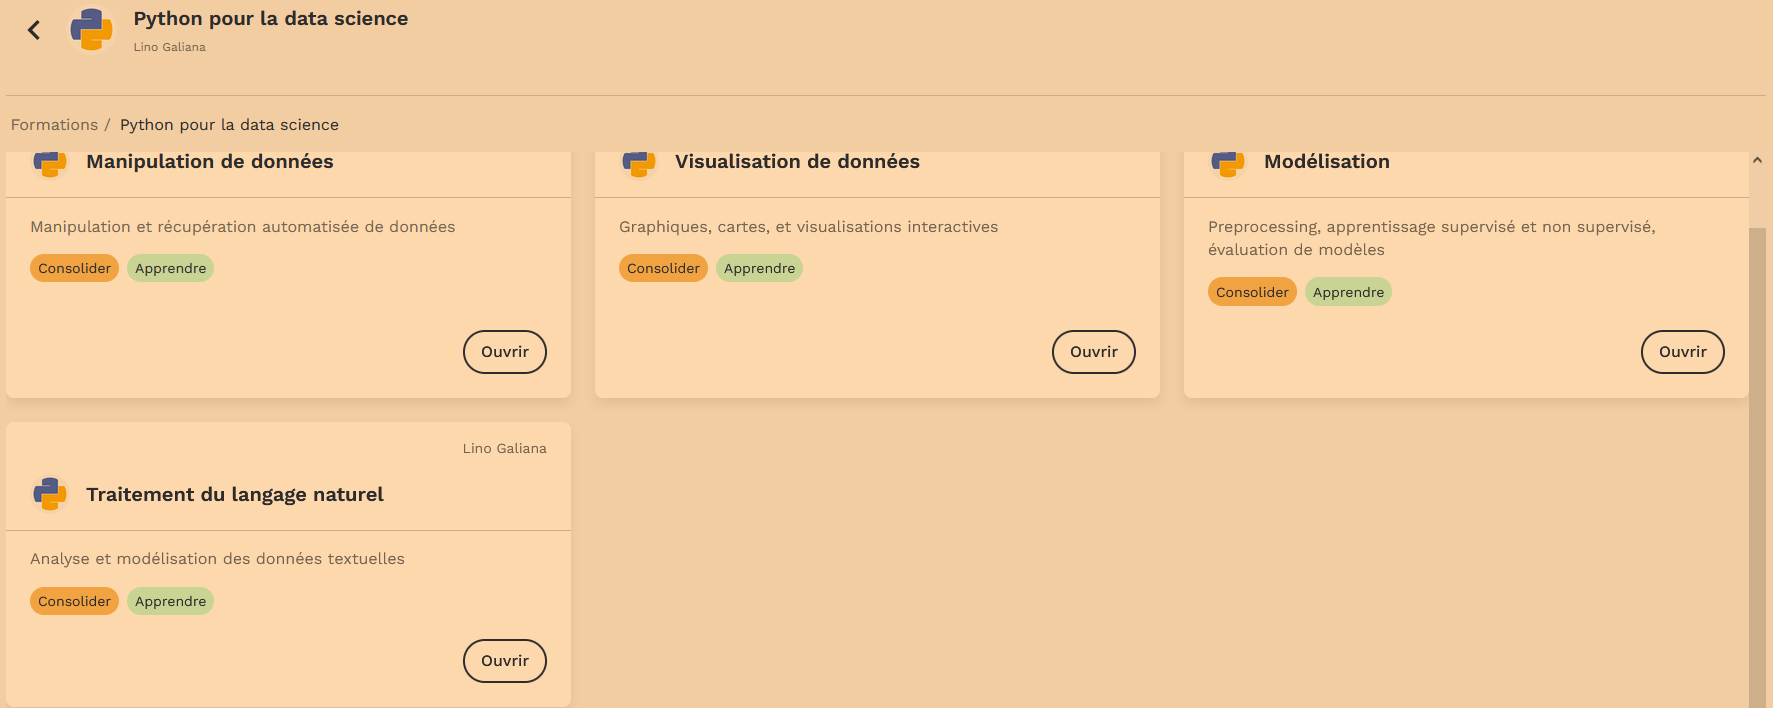 Python pour la data science
Lino Galiana
Formations / Python pour la data science
Manipulation de données
Manipulation et récupération automatisée de données
Consolider Apprendre
Ouvrir
Visualisation de données
Graphiques, cartes, et visualisations interactives
Consolider Apprendre
Ouvrir
Modélisation
Preprocessing, apprentissage supervisé et non supervisé,
évaluation de modèles
Consolider Apprendre
Ouvrir
Lino Galiana
Traitement du langage naturel
Analyse et modélisation des données textuelles
Consolider Apprendre
Ouvrir